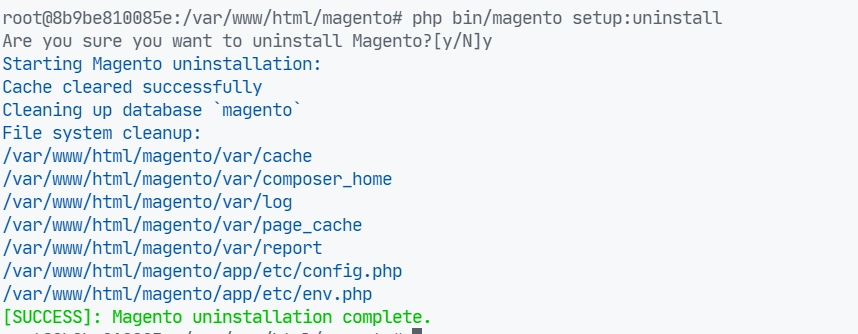 root@8b9be810085e:/var/www/html/magento# php bin/magento setup:uninstall
Are you sure you want to uninstall Magento?[y/N]y
Starting Magento uninstallation:
Cache cleared successfully
Cleaning up database `magento`
File system cleanup:
/var/www/html/magento/var/cache
/var/www/html/magento/var/composer_home
/var/www/html/magento/var/log
/var/www/html/magento/var/page_cache
/var/www/html/magento/var/report
/var/www/html/magento/app/etc/config.php
/var/www/html/magento/app/etc/env.php
[SUCCESS]: Magento uninstallation complete.